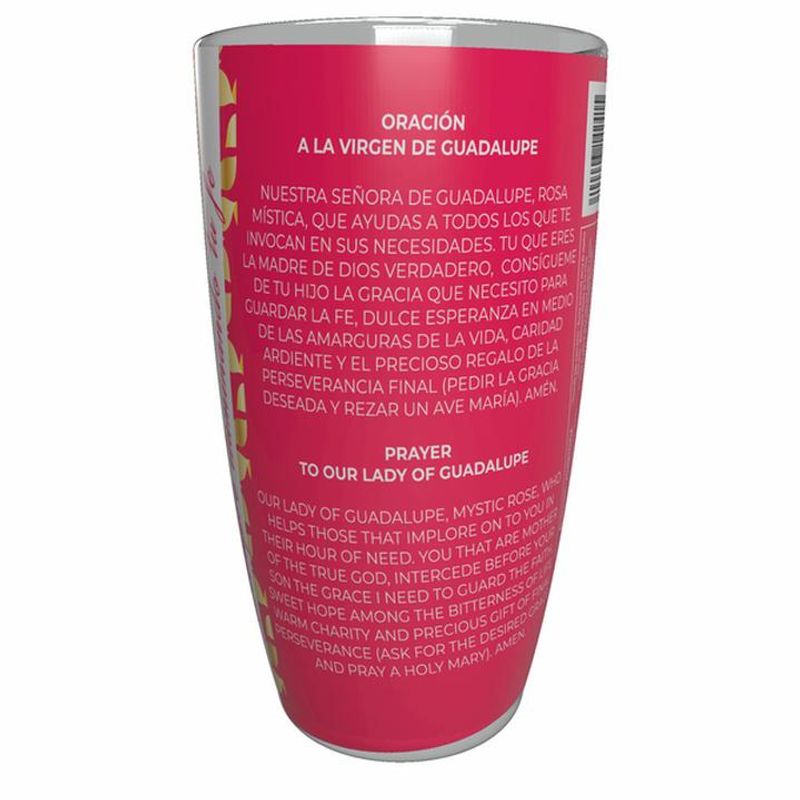 ORACIÓN
A LA VIRGEN DE GUADALUPE
NUESTRA SEÑORA DE GUADALUPE, ROSA
MÍSTICA, QUE AYUDAS A TODOS LOS QUE TE
INVOCAN EN SUS NECESIDADES. TU QUE ERES
LA MADRE DE DIOS VERDADERO, CONSÍGUEME
DE TU HIJO LA GRACIA QUE NECESITO PARA
GUARDAR LA FE, DULCE ESPERANZA EN MEDIO
DE LAS AMARGURAS DE LA VIDA, CARIDAD
ARDIENTE Y EL PRECIOSO REGALO DE LA
PERSEVERANCIA FINAL (PEDIR LA GRACIA
DESEADA Y REZAR UN AVE MARÍA). AMÉN.
PRAYER
TO OUR LADY OF GUADALUPE
OUR LADY OF GUADALUPE, MYSTIC ROSE, WHO
HELPS THOSE THAT IMPLORE ON TO YOU IN
THEIR HOUR OF NEED. YOU THAT ARE MOTHER
OF THE TRUE GOD, INTERCEDE BEFORE YOUR
SON THE GRACE I NEED TO GUARD THE FAITH,
SWEET HOPE AMONG THE BITTERNESS OF
WARM CHARITY AND PRECIOUS GIFT OF
PERSEVERANCE (ASK FOR THE DESIRED
AND PRAY A HOLY MARY). AMEN.
tu fe